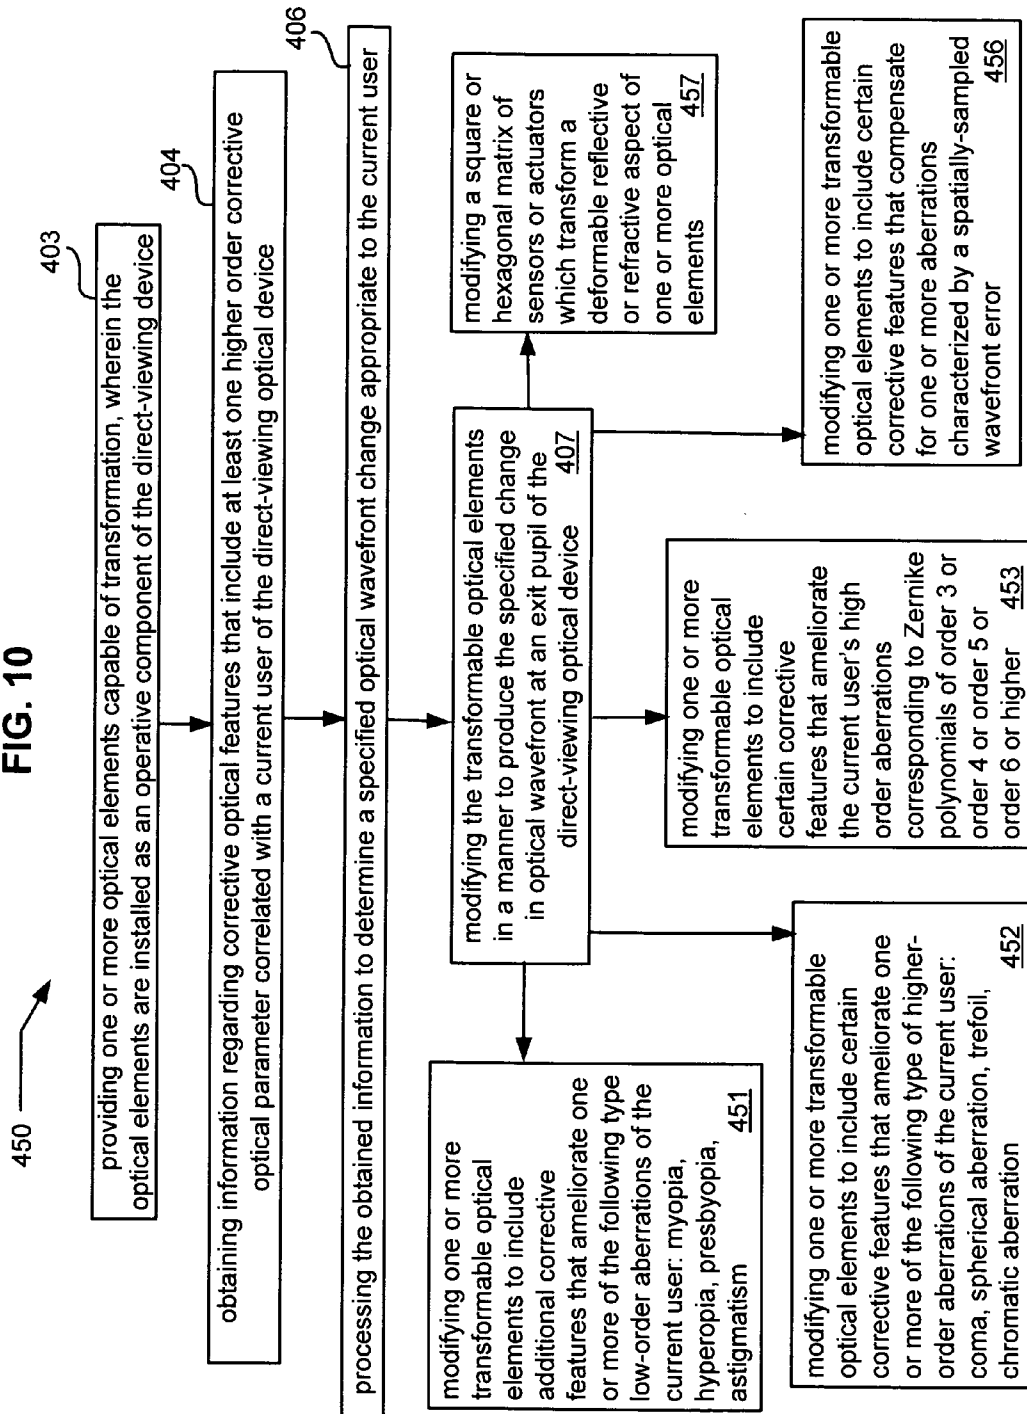 FIG. 10
450
403
providing one or more optical elements capable of transformation, wherein the
optical elements are installed as an operative component of the direct-viewing device
404
obtaining information regarding corrective optical features that include at least one higher order corrective
optical parameter correlated with a current user of the direct-viewing optical device
406
processing the obtained information to determine a specified optical wavefront change appropriate to the current user
modifying the transformable optical elements
in a manner to produce the specified change
in optical wavefront at an exit pupil of the
direct-viewing optical device 407
modifying one or more
transformable optical
elements to include
additional corrective
features that ameliorate one
or more of the following type
low-order aberrations of the
current user: myopia,
hyperopia, presbyopia,
astigmatism 451
modifying a square or
hexagonal matrix of
sensors or actuators
which transform a
deformable reflective
or refractive aspect of
one or more optical
elements 457
modifying one or more transformable
optical elements to include certain
corrective features that ameliorate one
or more of the following type of higher-
order aberrations of the current user:
coma, spherical aberration, trefoil,
chromatic aberration 452
modifying one or more
transformable optical
elements to include
certain corrective
features that ameliorate
the current user's high
order aberrations
corresponding to Zernike
polynomials of order 3 or
order 4 or order 5 or
order 6 or higher 453
modifying one or more transformable
optical elements to include certain
corrective features that compensate
for one or more aberrations
characterized by a spatially-sampled
wavefront error 456